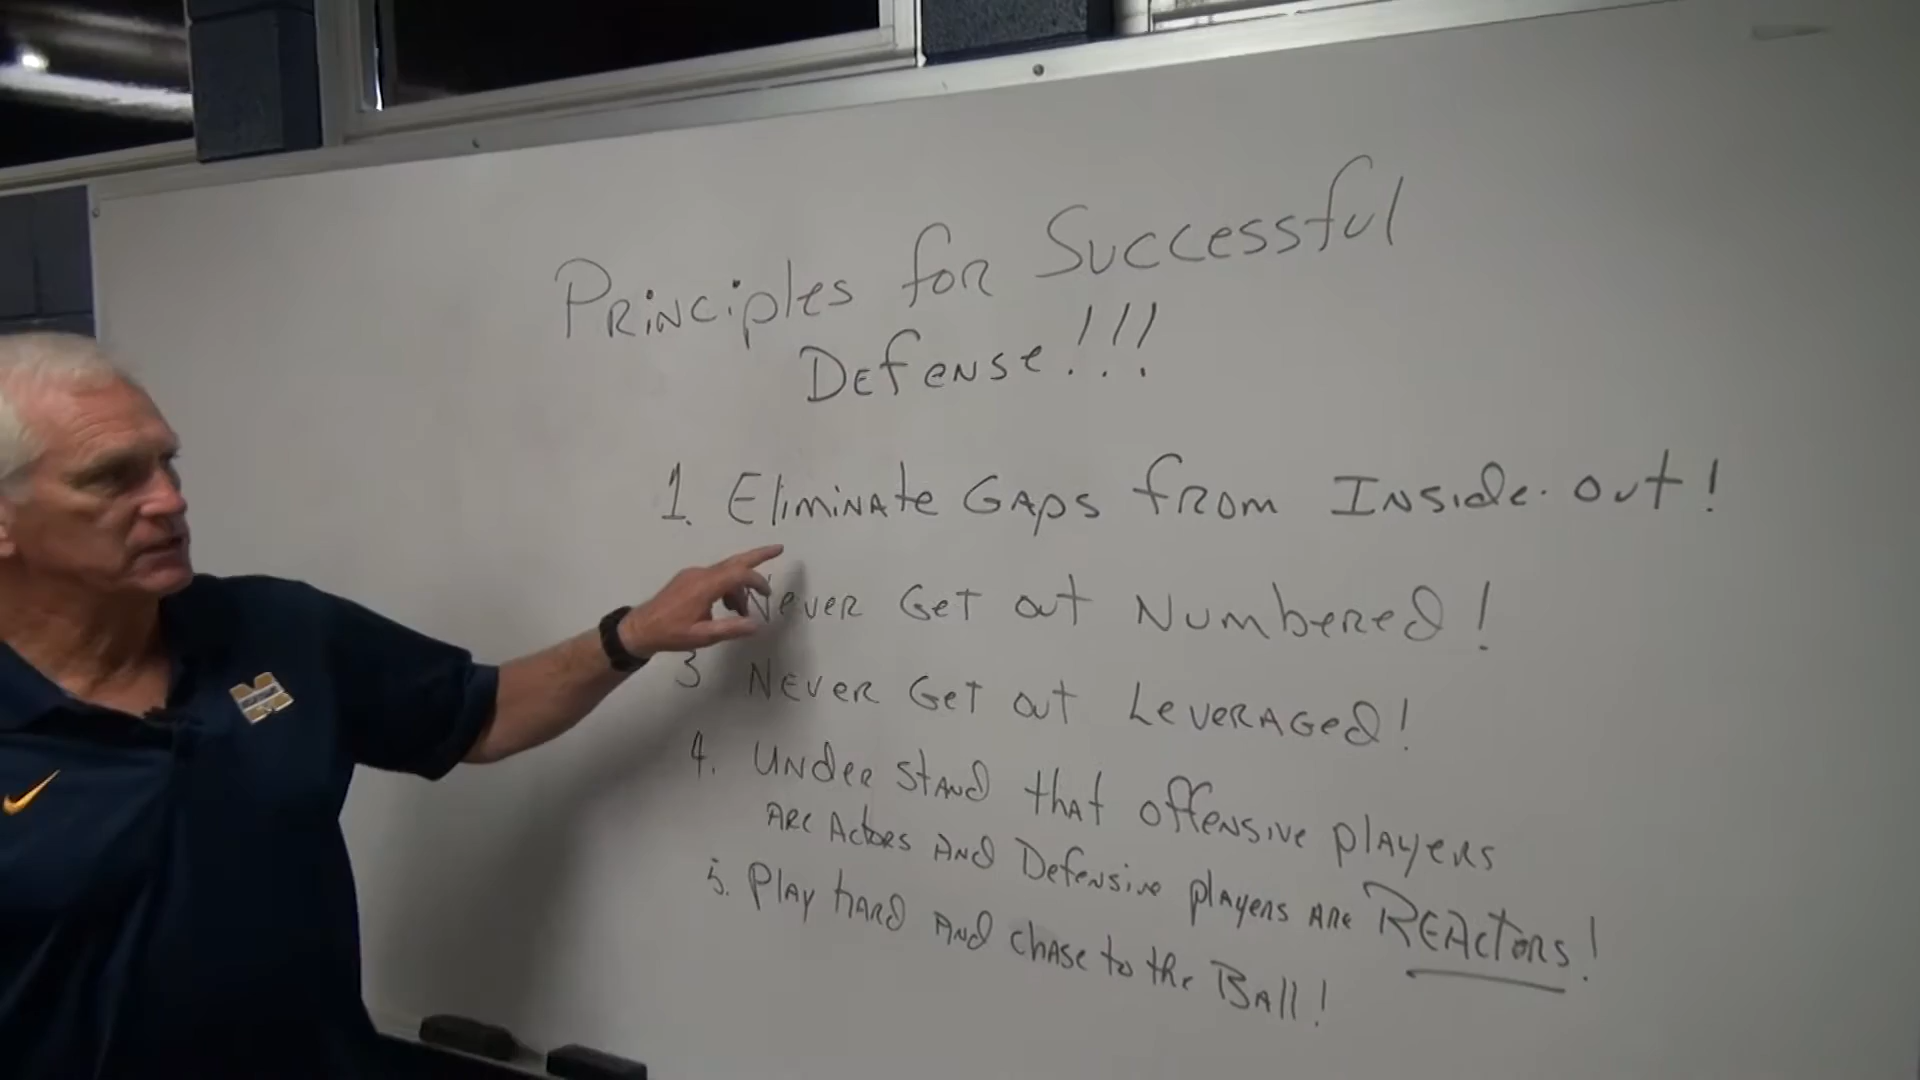 Principles for Successful
Defense!!!
1. Eliminate Gaps from Inside-out!
Never Get out Numbered!
3 Never Get out Leveraged!
4. Under stand that offensive players
are Actors and Defensive players are REActors!
5. Play hard and chase to the Ball!